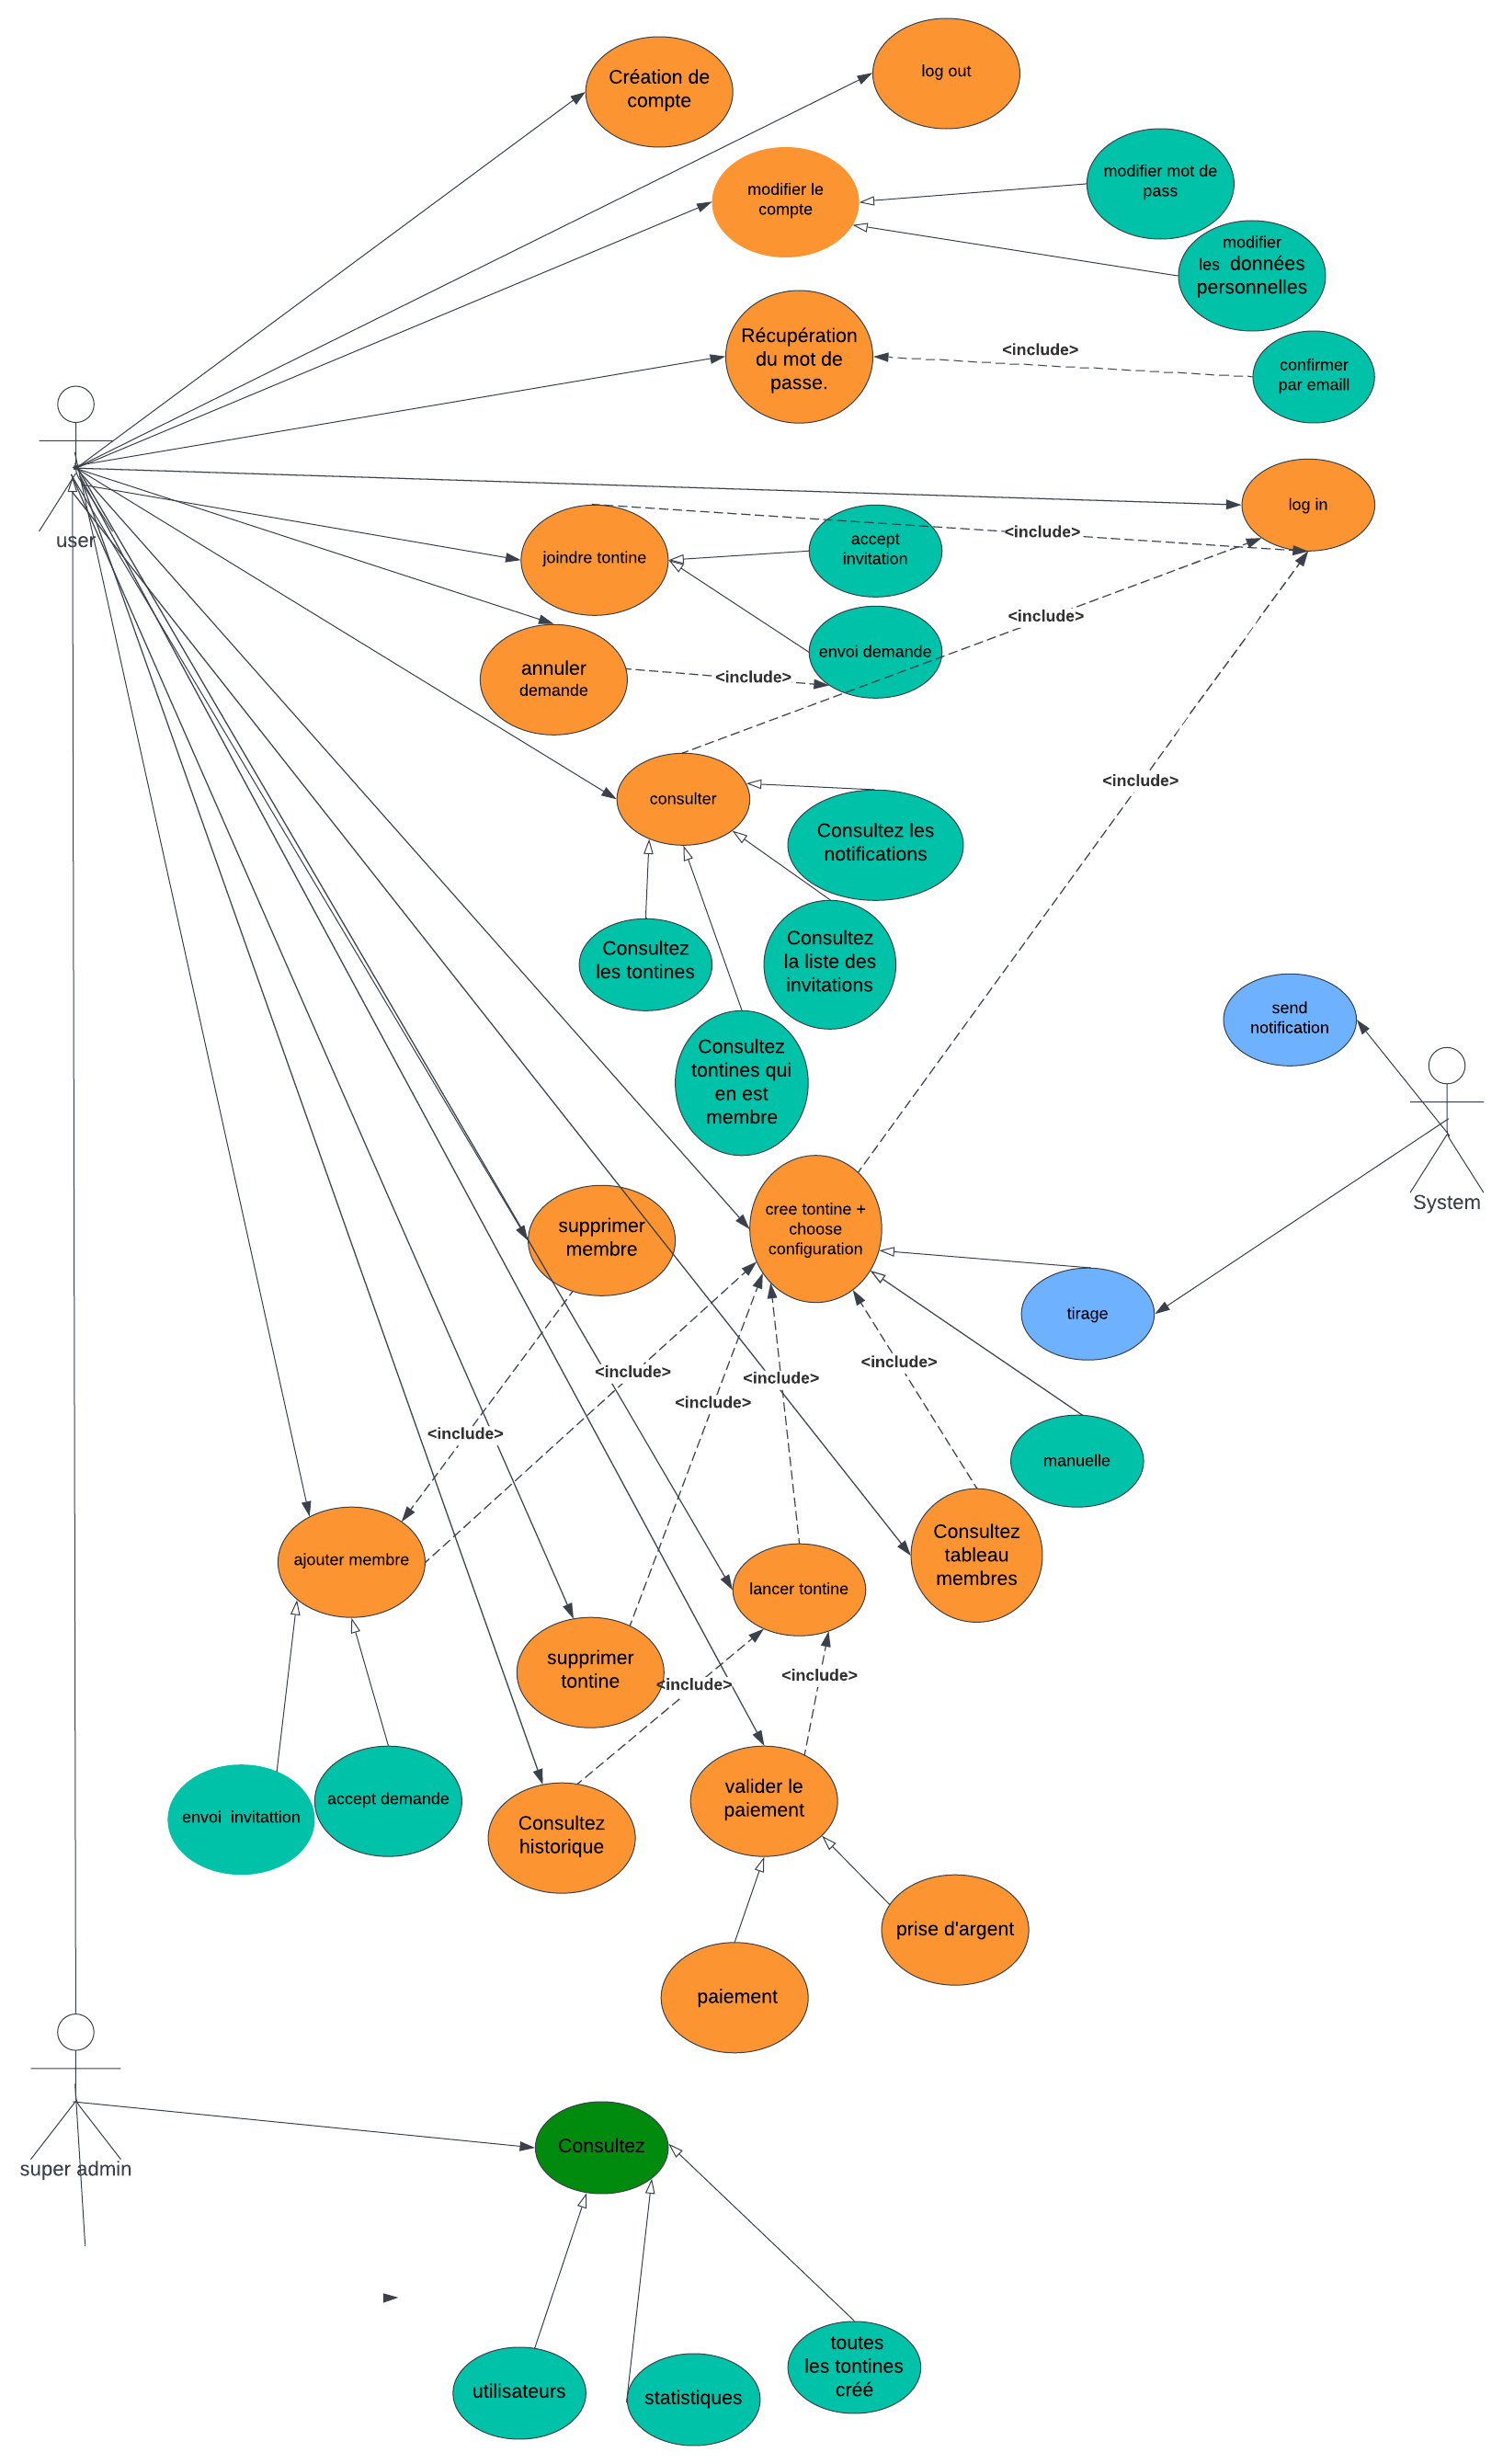 Création de
compte
log out
modifier le
compte
modifier mot de
pass
modifier
les  données
personnelles
Récupération
du mot de
passe.
<include>
confirmer
par emaill
user
log in
joindre tontine
<include>
accept
invitation
<include>
envoi demande
annuler
demande
<include>
<include>
consulter
Consultez les
notifications
Consultez
les tontines
Consultez
la liste des
invitations
Consultez
tontines qui
en est
membre
send
notification
System
supprimer
membre
cree tontine +
choose
configuration
tirage
<include>
<include>
<include>
<include>
<include>
manuelle
ajouter membre
lancer tontine
Consultez
tableau
membres
supprimer
tontine
<include>
<include>
envoi  invitattion
accept demande
Consultez
historique
valider le
paiement
prise d'argent
paiement
super admin
Consultez
utilisateurs
statistiques
toutes
les tontines
créé